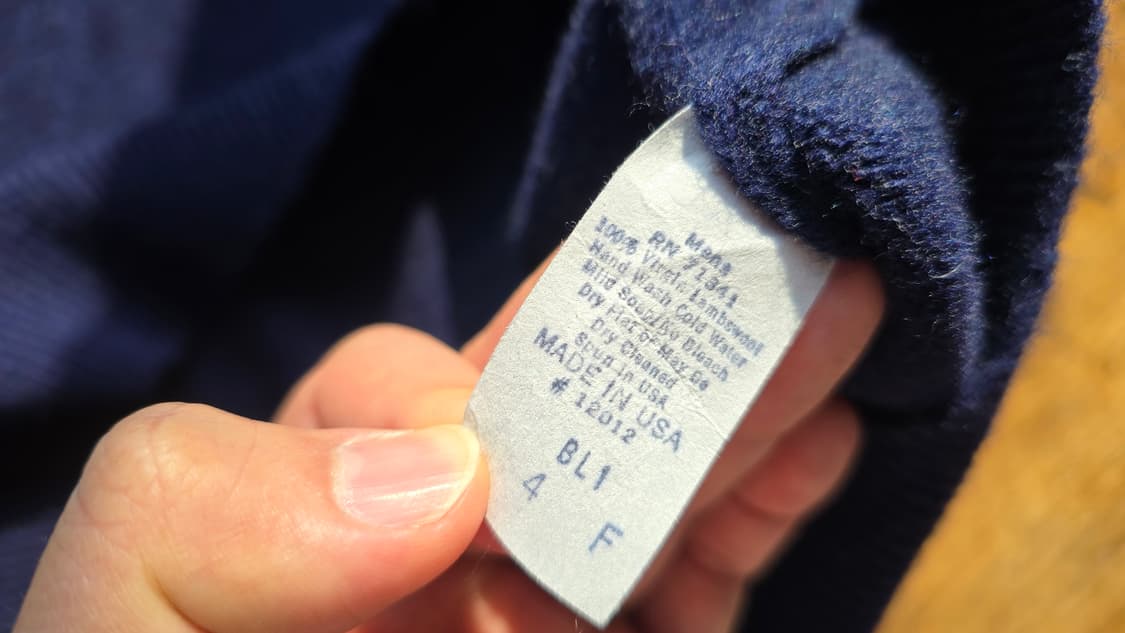 Mens
RN 71341
100% Virgin Lambswool
Hand Wash Cold Water
Mild Soap/No Bleach
Dry Flat Or May Be
Dry Cleaned
Spun in USA
MADE IN USA
# 12012
BL1
4
F